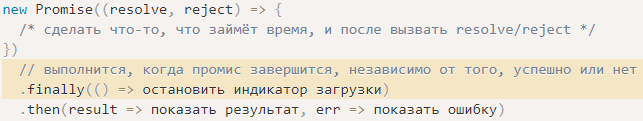 new Promise((resolve, reject) => {
/* сделать что-то, что займёт время, и после вызвать resolve/reject */
})
// выполнится, когда промис завершится, независимо от того, успешно или нет
.finally(() => остановить индикатор загрузки)
.then(result => показать результат, err => показать ошибку)